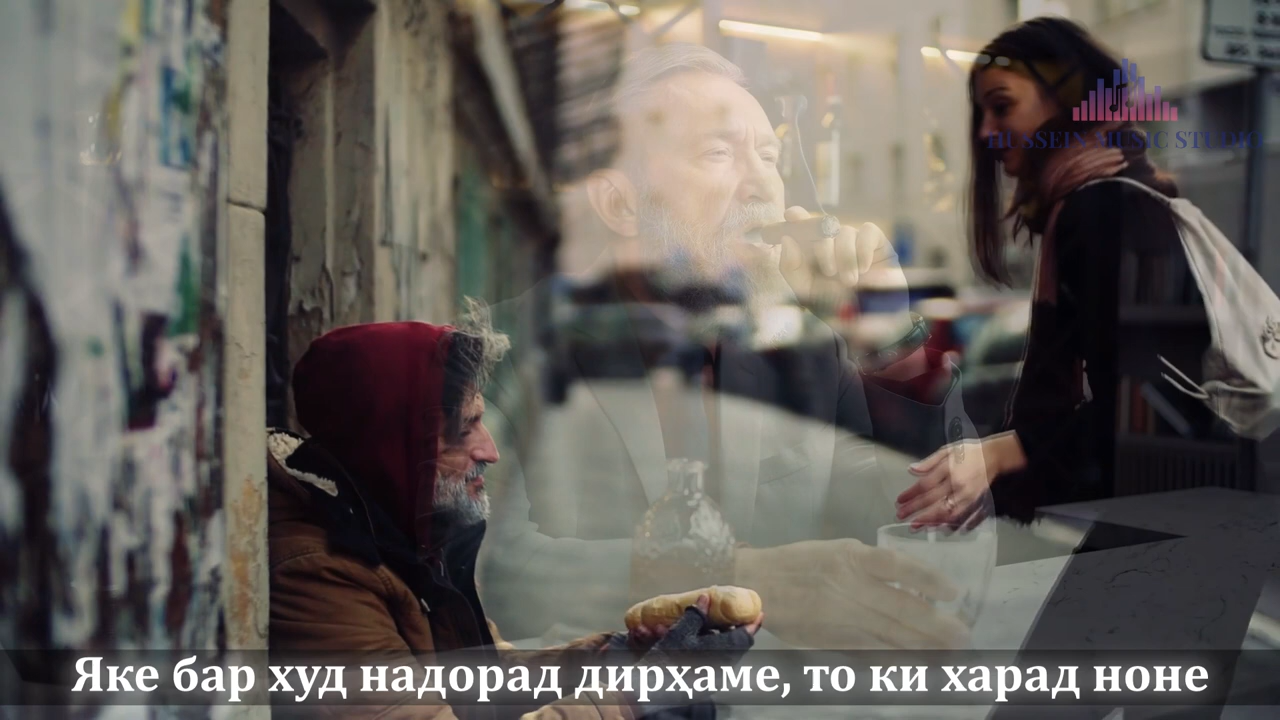 HUSSEIN MUSIC STUDIO
Яке бар худ надорад дирҳаме, то ки харад ноне